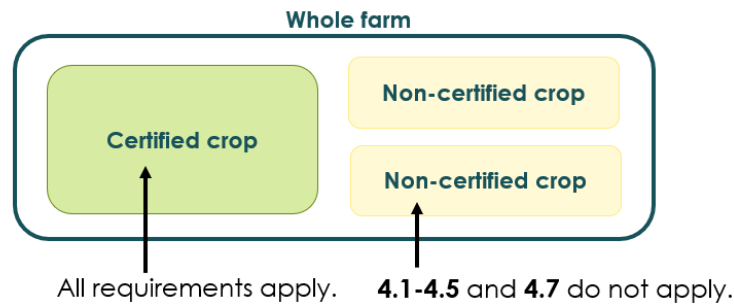 Whole farm
Certified crop
Non-certified crop
Non-certified crop
All requirements apply.
4.1-4.5 and 4.7 do not apply.